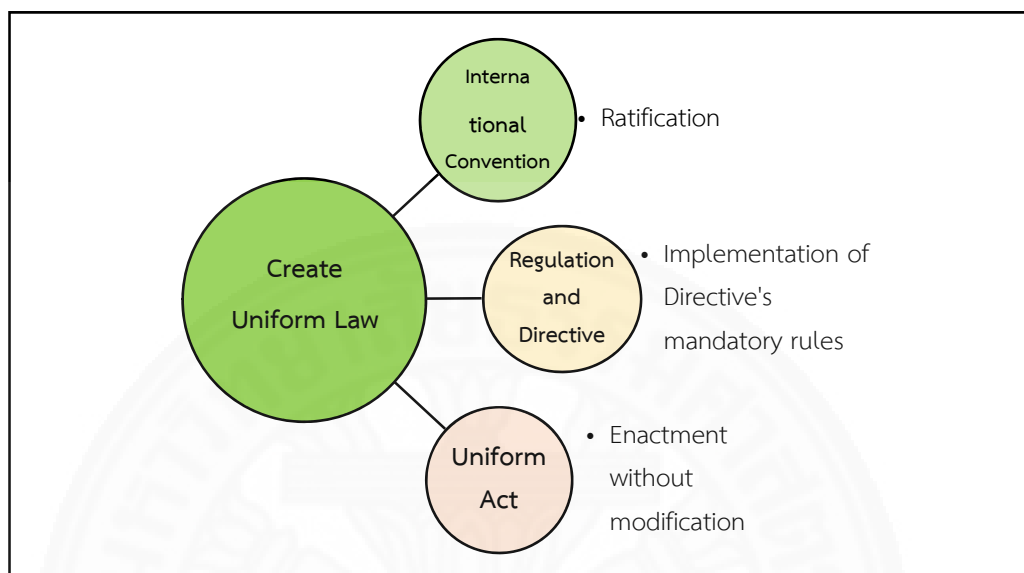 Interna
tional
Convention
• Ratification
Create
Uniform Law
Regulation
and
Directive
• Implementation of
Directive's
mandatory rules
Uniform
Act
• Enactment
without
modification